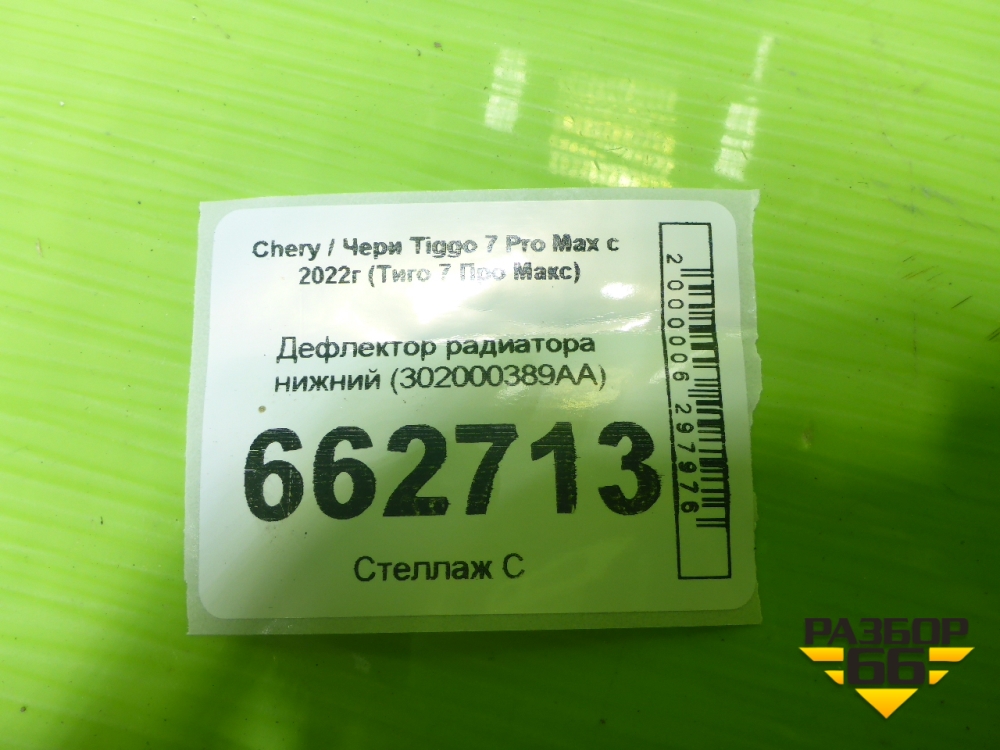 Chery / Чери Tiggo 7 Pro Max с
2022г (Тиго 7 Про Макс)
Дефлектор радиатора
нижний (302000389AA)
662713
Стеллаж С
2 000006 297976
РАЗБОР
66